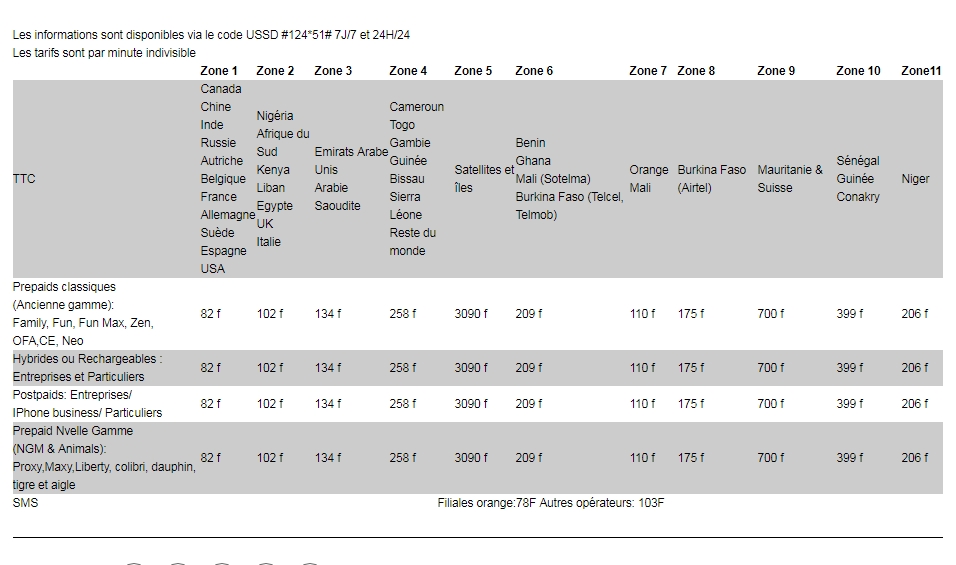 Les informations sont disponibles via le code USSD #124*51# 7J/7 et 24H/24
Les tarifs sont par minute indivisible
Zone 1 Zone 2 Zone 3 Zone 4 Zone 5 Zone 6 Zone 7 Zone 8 Zone 9 Zone 10 Zone11
TTC
Canada
Chine
Inde
Russie
Autriche
Belgique
France
Allemagne
Suède
Espagne
USA
Nigéria
Afrique du
Sud
Kenya
Liban
Egypte
UK
Italie
Emirats Arabe
Unis
Arabie
Saoudite
Cameroun
Togo
Gambie
Guinée
Bissau
Sierra
Léone
Reste du
monde
Satellites et
îles
Benin
Ghana
Mali (Sotelma)
Burkina Faso (Telcel,
Telmob)
Orange
Mali
Burkina Faso
(Airtel)
Mauritanie &
Suisse
Sénégal
Guinée
Conakry
Niger
Prepaids classiques
(Ancienne gamme):
Family, Fun, Fun Max, Zen,
OFA,CE, Neo
82 f 102 f 134 f 258 f 3090 f 209 f 110 f 175 f 700 f 399 f 206 f
Hybrides ou Rechargeables :
Entreprises et Particuliers
82 f 102 f 134 f 258 f 3090 f 209 f 110 f 175 f 700 f 399 f 206 f
Postpaids: Entreprises/
IPhone business/ Particuliers
82 f 102 f 134 f 258 f 3090 f 209 f 110 f 175 f 700 f 399 f 206 f
Prepaid Nvelle Gamme
(NGM & Animals):
Proxy,Maxy,Liberty, colibri, dauphin,
tigre et aigle
82 f 102 f 134 f 258 f 3090 f 209 f 110 f 175 f 700 f 399 f 206 f
SMS Filiales orange:78F Autres opérateurs: 103F